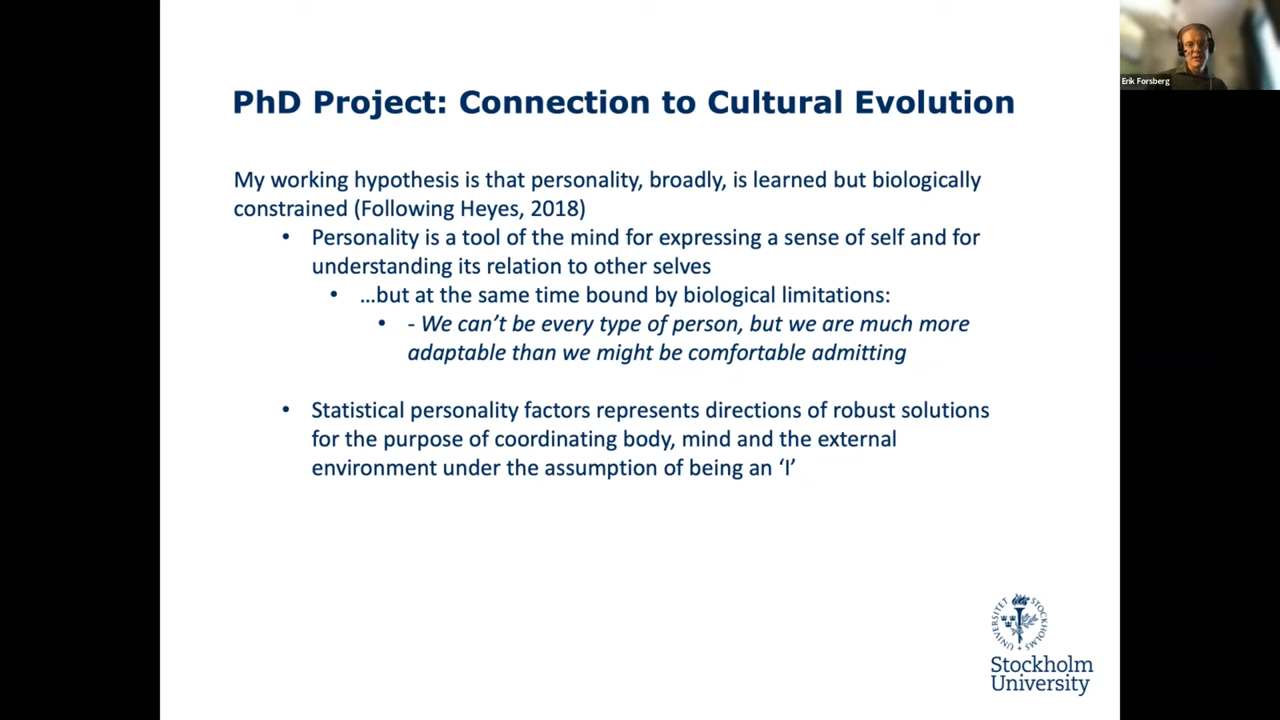 Erik Forsberg
PhD Project: Connection to Cultural Evolution
My working hypothesis is that personality, broadly, is learned but biologically
constrained (Following Heyes, 2018)
• Personality is a tool of the mind for expressing a sense of self and for
understanding its relation to other selves
• …but at the same time bound by biological limitations:
• - We can’t be every type of person, but we are much more
adaptable than we might be comfortable admitting
• Statistical personality factors represents directions of robust solutions
for the purpose of coordinating body, mind and the external
environment under the assumption of being an ‘I’
STOCKHOLMS UNIVERSITET
Stockholm
University